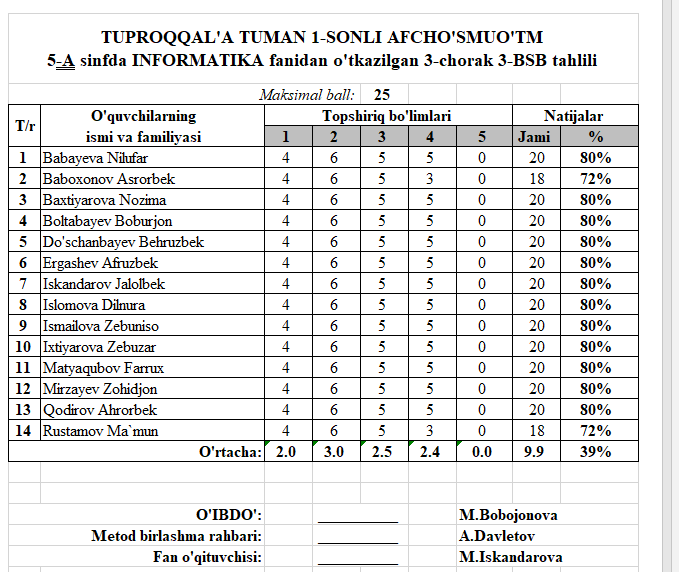 TUPROQQAL'A TUMAN 1-SONLI AFCHO'SMUO'TM
5-A sinfda INFORMATIKA fanidan o'tkazilgan 3-chorak 3-BSB tahlili
Maksimal ball: 25
T/r O'quvchilarning ismi va familiyasi Topshiriq bo'limlari Natijalar
1 2 3 4 5 Jami %
1 Babayeva Nilufar 4 6 5 5 0 20 80%
2 Baboxonov Asrorbek 4 6 5 3 0 18 72%
3 Baxtiyarova Nozima 4 6 5 5 0 20 80%
4 Boltabayev Boburjon 4 6 5 5 0 20 80%
5 Do'schanbayev Behruzbek 4 6 5 5 0 20 80%
6 Ergashev Afruzbek 4 6 5 5 0 20 80%
7 Iskandarov Jalolbek 4 6 5 5 0 20 80%
8 Islomova Dilnura 4 6 5 5 0 20 80%
9 Ismailova Zebuniso 4 6 5 5 0 20 80%
10 Ixtiyarova Zebuzar 4 6 5 5 0 20 80%
11 Matyaqubov Farrux 4 6 5 5 0 20 80%
12 Mirzayev Zohidjon 4 6 5 5 0 20 80%
13 Qodirov Ahrorbek 4 6 5 5 0 20 80%
14 Rustamov Ma`mun 4 6 5 3 0 18 72%
O'rtacha: 2.0 3.0 2.5 2.4 0.0 9.9 39%
O'IBDO': M.Bobojonova
Metod birlashma rahbari: A.Davletov
Fan o'qituvchisi: M.Iskandarova